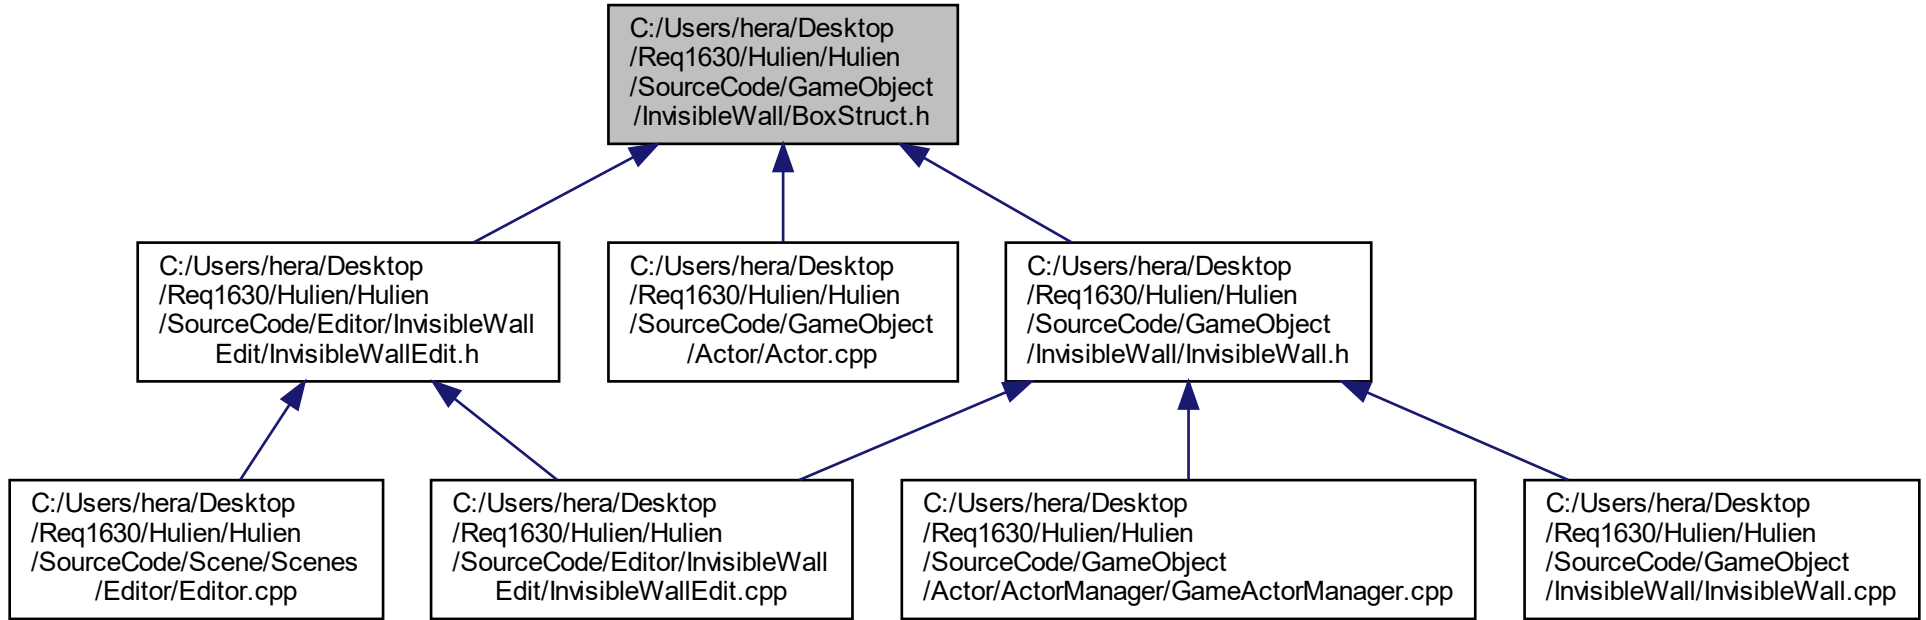 C:/Users/hera/Desktop
/Req1630/Hulien/Hulien
/SourceCode/GameObject
/InvisibleWall/BoxStruct.h
C:/Users/hera/Desktop
/Req1630/Hulien/Hulien
/SourceCode/Editor/InvisibleWall
Edit/InvisibleWallEdit.h
C:/Users/hera/Desktop
/Req1630/Hulien/Hulien
/SourceCode/GameObject
/Actor/Actor.cpp
C:/Users/hera/Desktop
/Req1630/Hulien/Hulien
/SourceCode/GameObject
/InvisibleWall/InvisibleWall.h
C:/Users/hera/Desktop
/Req1630/Hulien/Hulien
/SourceCode/Scene/Scenes
/Editor/Editor.cpp
C:/Users/hera/Desktop
/Req1630/Hulien/Hulien
/SourceCode/Editor/InvisibleWall
Edit/InvisibleWallEdit.cpp
C:/Users/hera/Desktop
/Req1630/Hulien/Hulien
/SourceCode/GameObject
/Actor/ActorManager/GameActorManager.cpp
C:/Users/hera/Desktop
/Req1630/Hulien/Hulien
/SourceCode/GameObject
/InvisibleWall/InvisibleWall.cpp